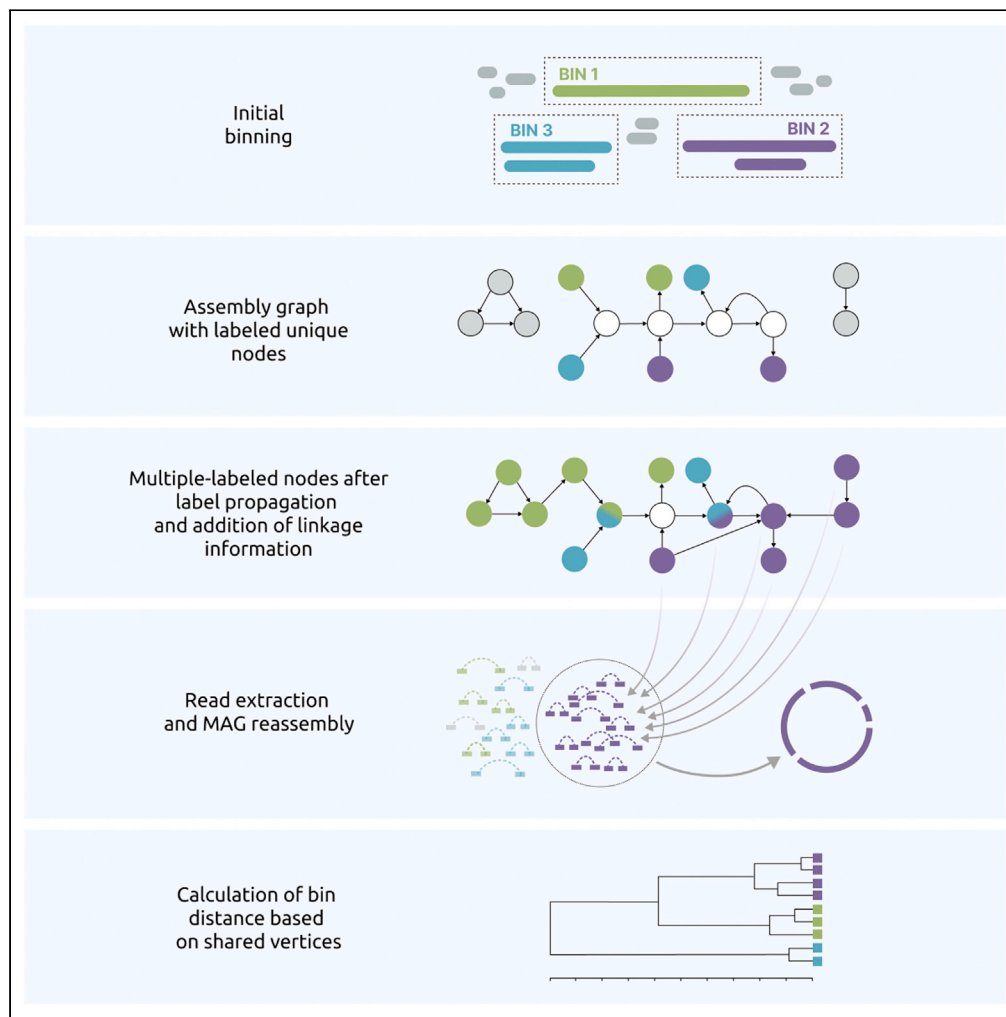 Initial
binning
BIN 1
BIN 3
BIN 2
Assembly graph
with labeled unique
nodes
Multiple-labeled nodes after
label propagation
and addition of linkage
information
Read extraction
and MAG reassembly
Calculation of bin
distance based
on shared vertices